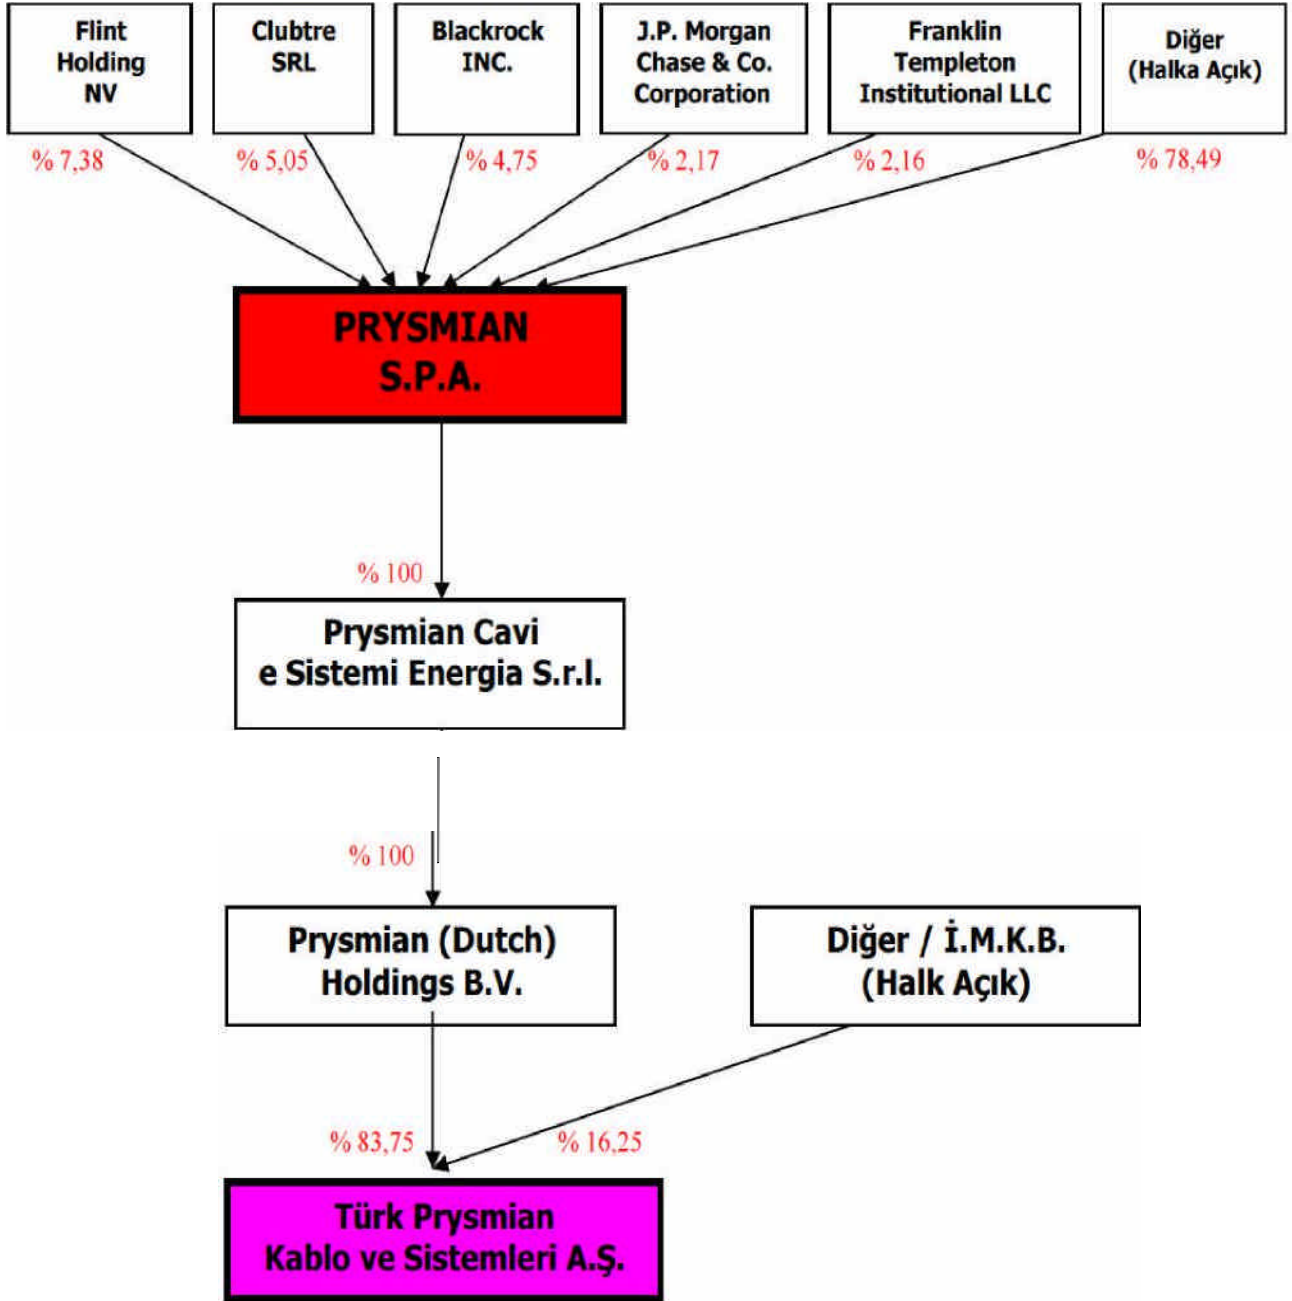 Flint
Holding
NV
Clubtre
SRL
Blackrock
INC.
J.P. Morgan
Chase & Co.
Corporation
Franklin
Templeton
Institutional LLC
Diğer
(Halka Açık)
% 7,38
% 5,05
% 4,75
% 2,17
% 2,16
% 78,49
PRYSMIAN
S.P.A.
% 100
Prysmian Cavi
e Sistemi Energia S.r.l.
% 100
Prysmian (Dutch)
Holdings B.V.
Diğer / İ.M.K.B.
(Halk Açık)
% 83,75
% 16,25
Türk Prysmian
Kablo ve Sistemleri A.Ş.